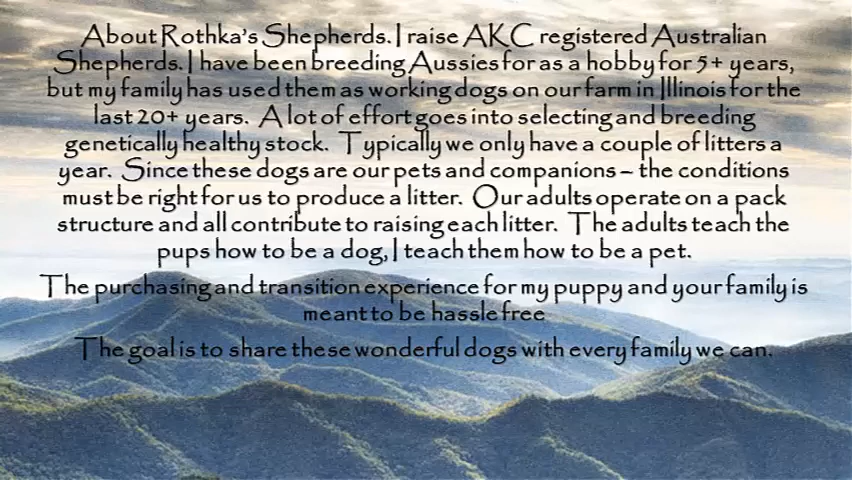 About Rothka's Shepherds. I raise AKC registered Australian
Shepherds. I have been breeding Aussies for as a hobby for 5+ years,
but my family has used them as working dogs on our farm in Illinois for the
last 20+ years. A lot of effort goes into selecting and breeding
genetically healthy stock. Typically we only have a couple of litters a
year. Since these dogs are our pets and companions – the conditions
must be right for us to produce a litter. Our adults operate on a pack
structure and all contribute to raising each litter. The adults teach the
pups how to be a dog, I teach them how to be a pet.
The purchasing and transition experience for my puppy and your family is
meant to be hassle free
The goal is to share these wonderful dogs with every family we can.